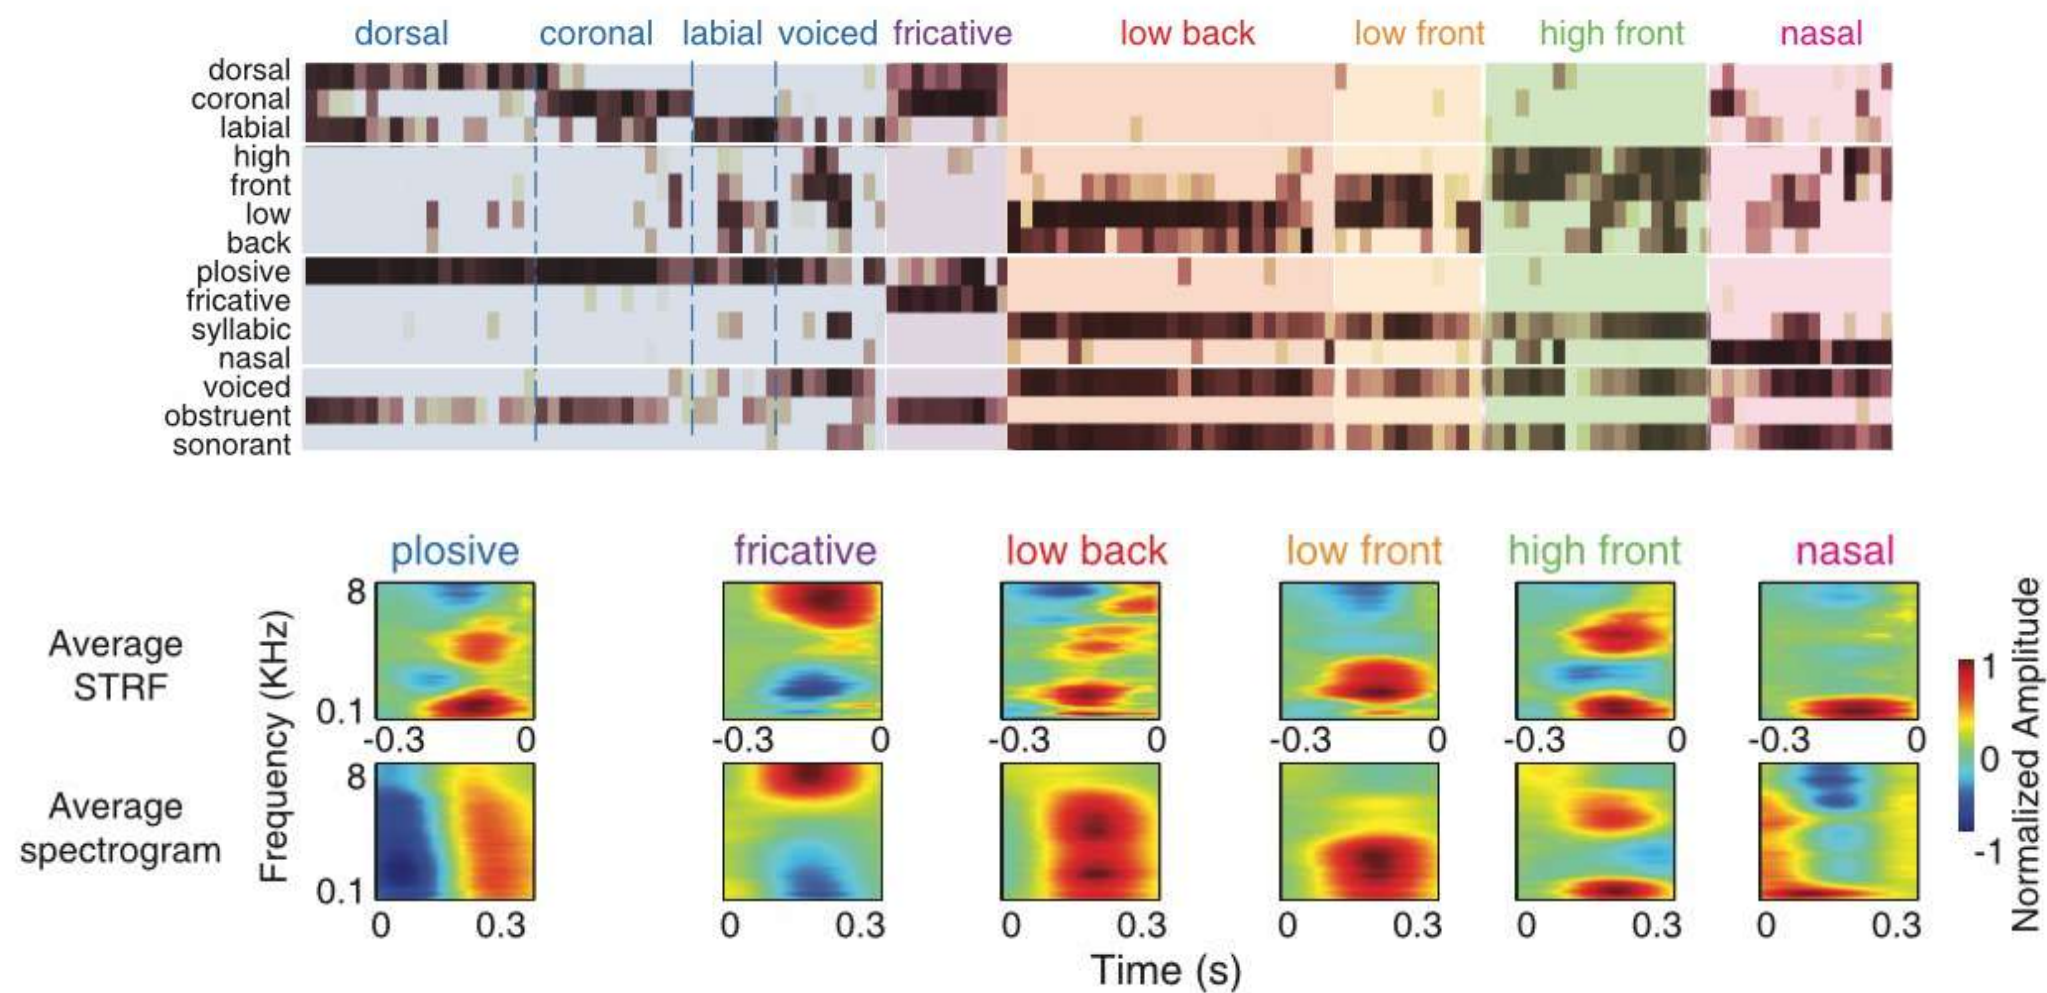 dorsal coronal labial voiced fricative low back low front high front nasal
dorsal
coronal
labial
high
front
low
back
plosive
fricative
syllabic
nasal
voiced
obstruent
sonorant
plosive fricative low back low front high front nasal
Average
STRF
Average
spectrogram
Frequency (KHz)
8
0.1
-0.3 0 -0.3 0 -0.3 0 -0.3 0 -0.3 0 -0.3 0
8
0.1
0 0.3 0 0.3 0 0.3 0 0.3 0 0.3 0 0.3
Time (s)
1
0
-1
Normalized Amplitude